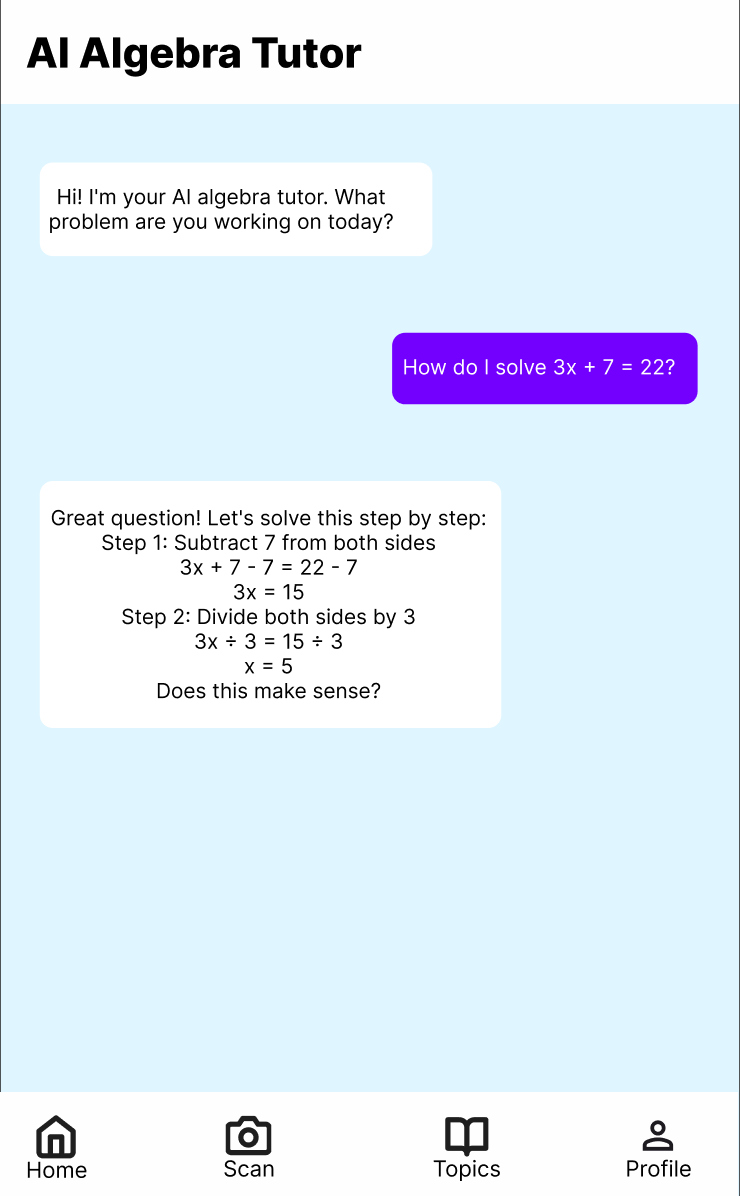 AI Algebra Tutor
Hi! I'm your AI algebra tutor. What
problem are you working on today?
How do I solve 3x + 7 = 22?
Great question! Let's solve this step by step:
Step 1: Subtract 7 from both sides
3x + 7 - 7 = 22 - 7
3x = 15
Step 2: Divide both sides by 3
3x ÷ 3 = 15 ÷ 3
x = 5
Does this make sense?
Home
Scan
Topics
Profile